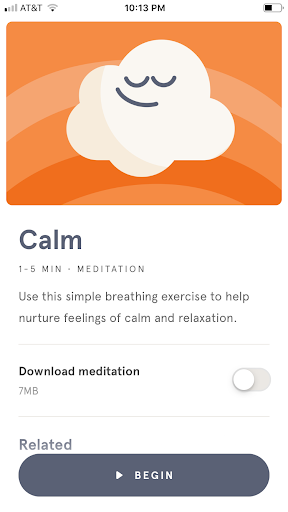 AT&T 10:13 PM
Calm
1-5 MIN · MEDITATION
Use this simple breathing exercise to help
nurture feelings of calm and relaxation.
Download meditation
7MB
Related
BEGIN